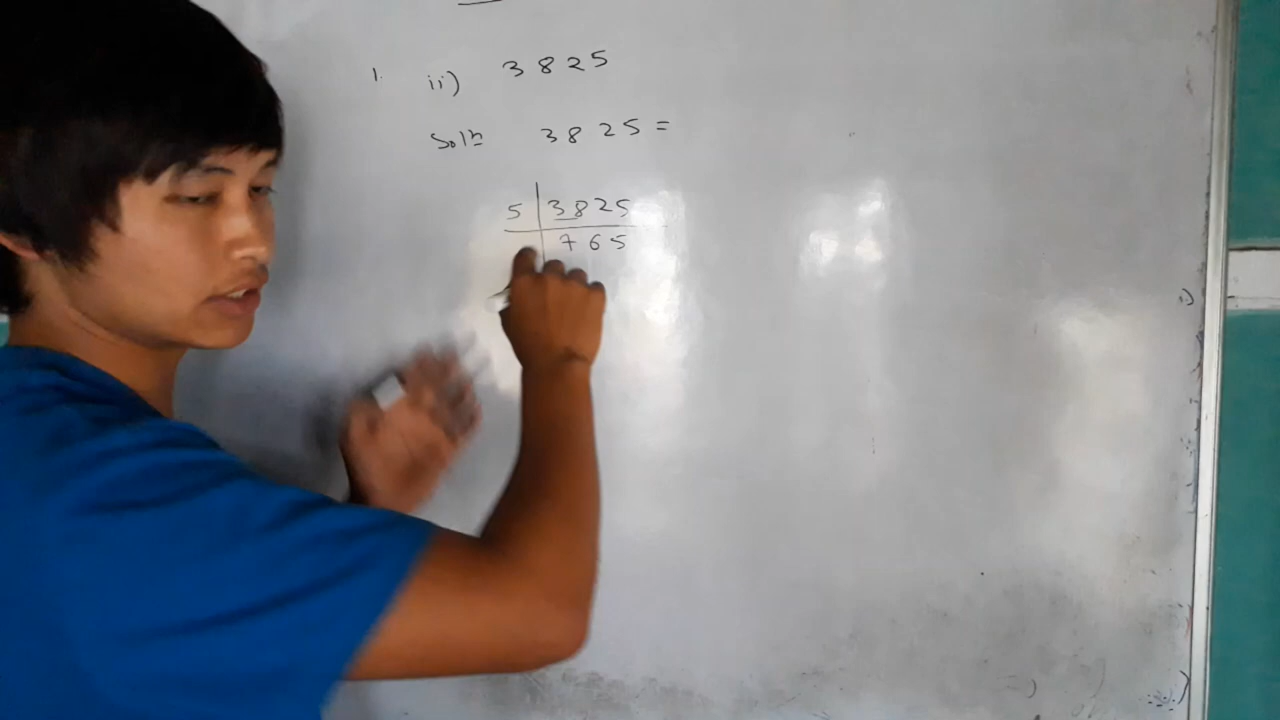 1. ii) 3825
Solⁿ 3825 =
5 | 3825
765
i)